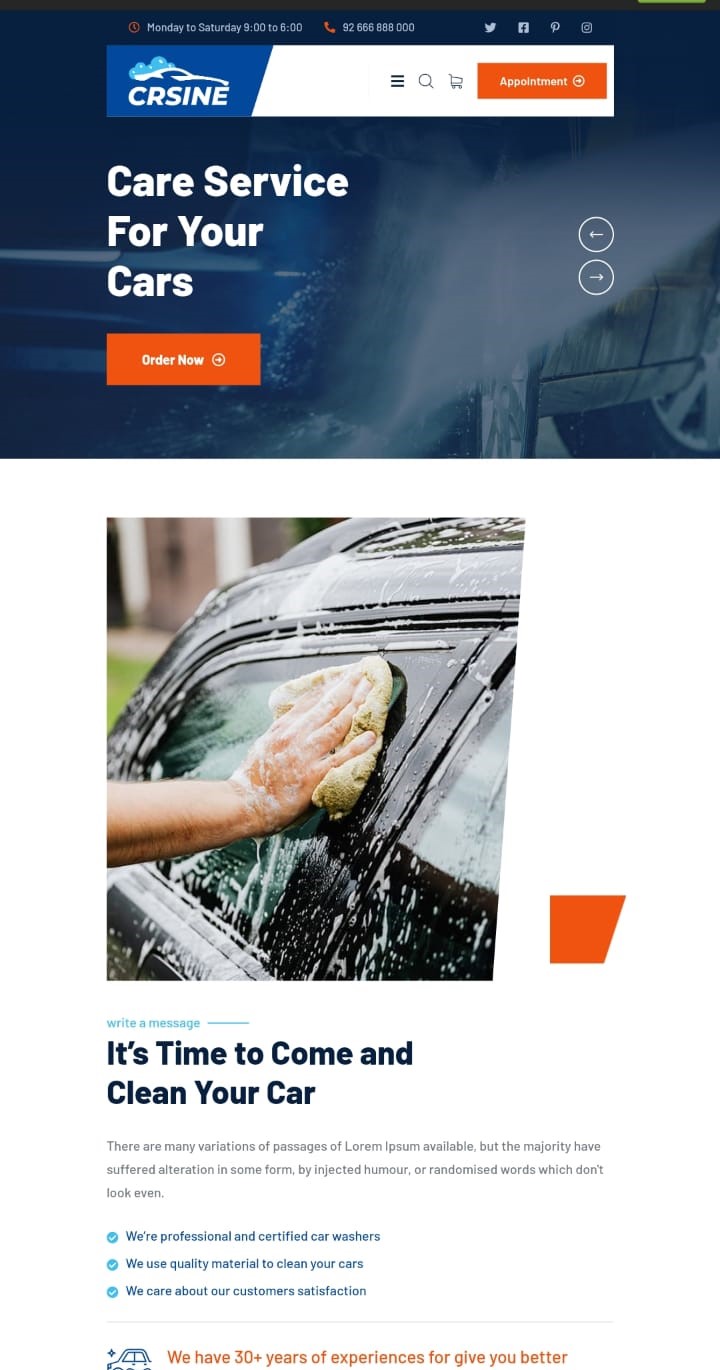 Monday to Saturday 9:00 to 6:00
92 666 888 000
CRSINE
Appointment
Care Service
For Your
Cars
Order Now
write a message
It’s Time to Come and
Clean Your Car
There are many variations of passages of Lorem Ipsum available, but the majority have
suffered alteration in some form, by injected humour, or randomised words which don't
look even.
We’re professional and certified car washers
We use quality material to clean your cars
We care about our customers satisfaction
We have 30+ years of experiences for give you better